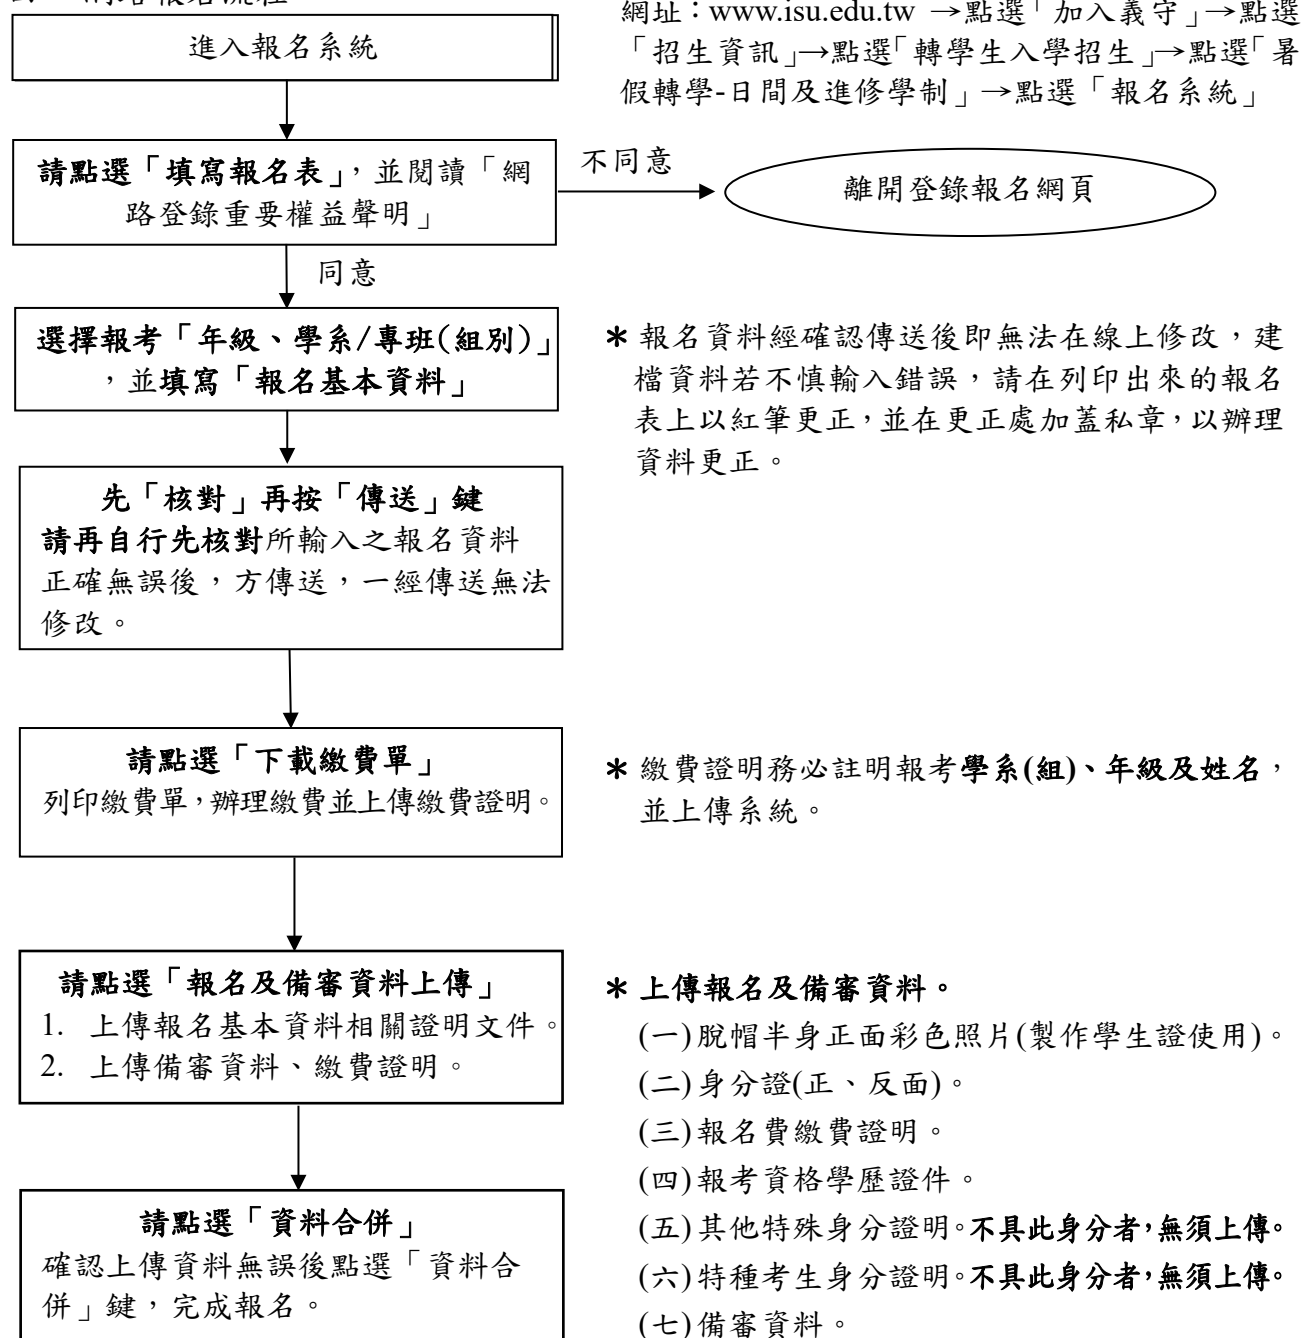 網路報名流程
進入報名系統
網址：www.isu.edu.tw →點選「加入義守」→點選
「招生資訊」→點選「轉學生入學招生」→點選「暑
假轉學-日間及進修學制」→點選「報名系統」
請點選「填寫報名表」，並閱讀「網
路登錄重要權益聲明」
不同意
離開登錄報名網頁
同意
選擇報考「年級、學系/專班(組別)」
，並填寫「報名基本資料」
＊報名資料經確認傳送後即無法在線上修改，建
檔資料若不慎輸入錯誤，請在列印出來的報名
表上以紅筆更正，並在更正處加蓋私章，以辦理
資料更正。
先「核對」再按「傳送」鍵
請再自行先核對所輸入之報名資料
正確無誤後，方傳送，一經傳送無法
修改。
請點選「下載繳費單」
列印繳費單，辦理繳費並上傳繳費證明。
＊繳費證明務必註明報考學系(組)、年級及姓名，
並上傳系統。
請點選「報名及備審資料上傳」
1. 上傳報名基本資料相關證明文件。
2. 上傳備審資料、繳費證明。
＊上傳報名及備審資料。
(一)脫帽半身正面彩色照片(製作學生證使用)。
(二)身分證(正、反面)。
(三)報名費繳費證明。
(四)報考資格學歷證件。
(五)其他特殊身分證明。不具此身分者，無須上傳。
(六)特種考生身分證明。不具此身分者，無須上傳。
(七)備審資料。
請點選「資料合併」
確認上傳資料無誤後點選「資料合
併」鍵，完成報名。